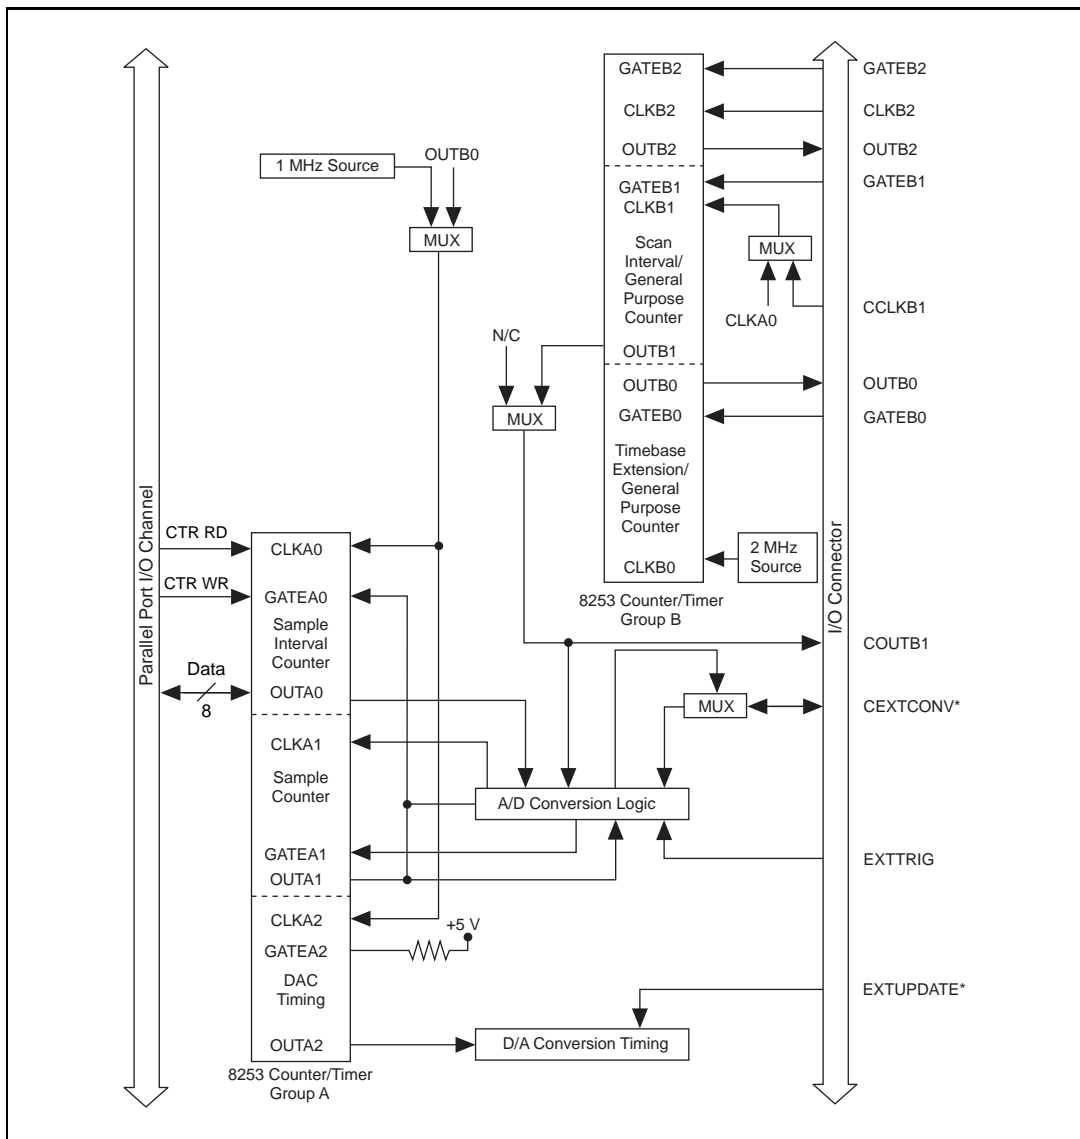 GATEB2
CLKB2
OUTB2
GATEB1
CLKB1
Scan
Interval/
General
Purpose
Counter
OUTB1
OUTB0
GATEB0
Timebase
Extension/
General
Purpose
Counter
CLKB0
8253 Counter/Timer
Group B
GATEB2
CLKB2
OUTB2
GATEB1
CCLKB1
OUTB0
GATEB0
COUTB1
CEXTCONV*
EXTTRIG
EXTUPDATE*
I/O Connector
MUX
CLKA0
2 MHz
Source
1 MHz Source
OUTB0
MUX
N/C
MUX
Parallel Port I/O Channel
CTR RD
CTR WR
Data
8
CLKA0
GATEA0
Sample
Interval
Counter
OUTA0
CLKA1
Sample
Counter
GATEA1
OUTA1
CLKA2
GATEA2
DAC
Timing
OUTA2
8253 Counter/Timer
Group A
MUX
A/D Conversion Logic
+5 V
D/A Conversion Timing